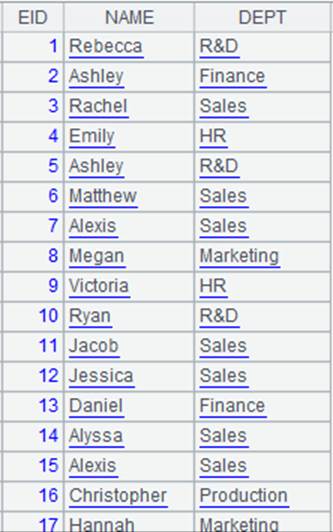 EID NAME DEPT
1 Rebecca R&D
2 Ashley Finance
3 Rachel Sales
4 Emily HR
5 Ashley R&D
6 Matthew Sales
7 Alexis Sales
8 Megan Marketing
9 Victoria HR
10 Ryan R&D
11 Jacob Sales
12 Jessica Sales
13 Daniel Finance
14 Alyssa Sales
15 Alexis Sales
16 Christopher Production
17 Hannah Marketing